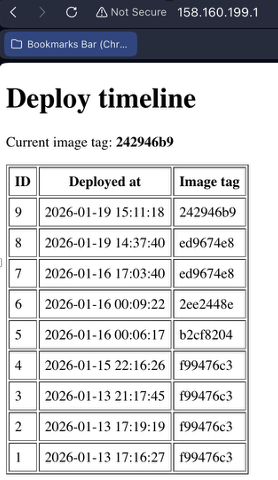 Not Secure 158.160.199.1
Bookmarks Bar (Chr...
Deploy timeline
Current image tag: 242946b9
ID Deployed at Image tag
9 2026-01-19 15:11:18 242946b9
8 2026-01-19 14:37:40 ed9674e8
7 2026-01-16 17:03:40 ed9674e8
6 2026-01-16 00:09:22 2ee2448e
5 2026-01-16 00:06:17 b2cf8204
4 2026-01-15 22:16:26 f99476c3
3 2026-01-13 21:17:45 f99476c3
2 2026-01-13 17:19:19 f99476c3
1 2026-01-13 17:16:27 f99476c3